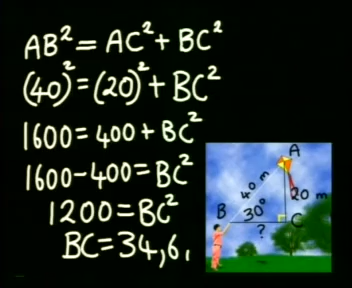 AB² = AC² + BC²
(40)² = (20)² + BC²
1600 = 400 + BC²
1600-400 = BC²
1200 = BC²
BC = 34,6,
A
40 m
20 m
B
30°
C
?